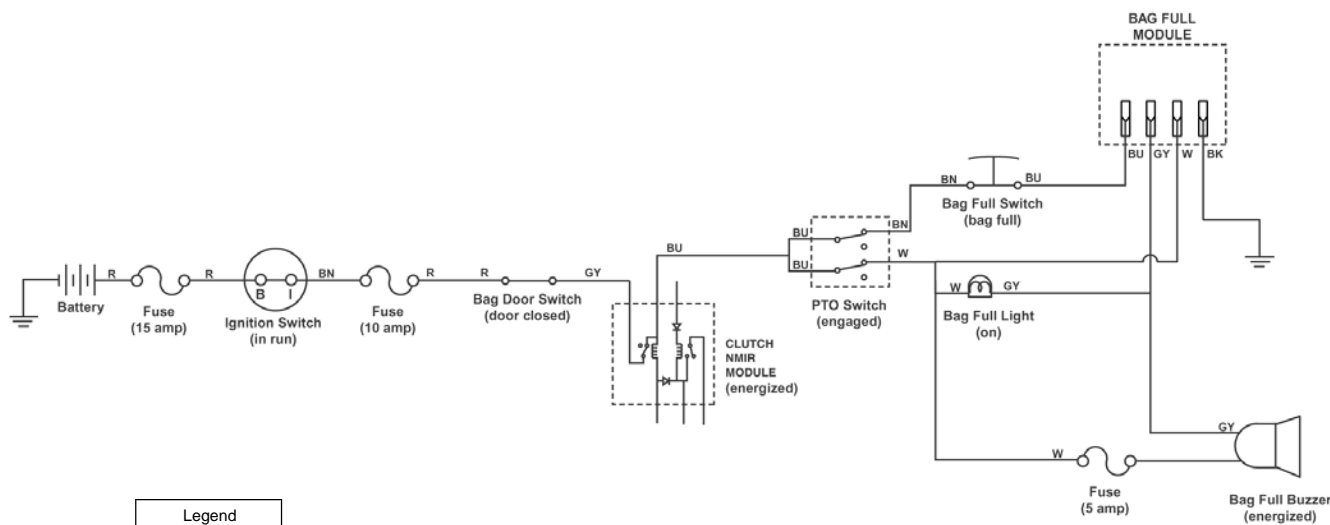 BAG FULL
MODULE
BU GY W BK
BN BU
Bag Full Switch
(bag full)
BU
BU BN
BU W
PTO Switch
(engaged)
W GY
Bag Full Light
(on)
R R BN R R GY
B I
Battery
Fuse
(15 amp)
Ignition Switch
(in run)
Fuse
(10 amp)
Bag Door Switch
(door closed)
CLUTCH
NMIR
MODULE
(energized)
GY
W
Fuse
(5 amp)
Bag Full Buzzer
(energized)
Legend